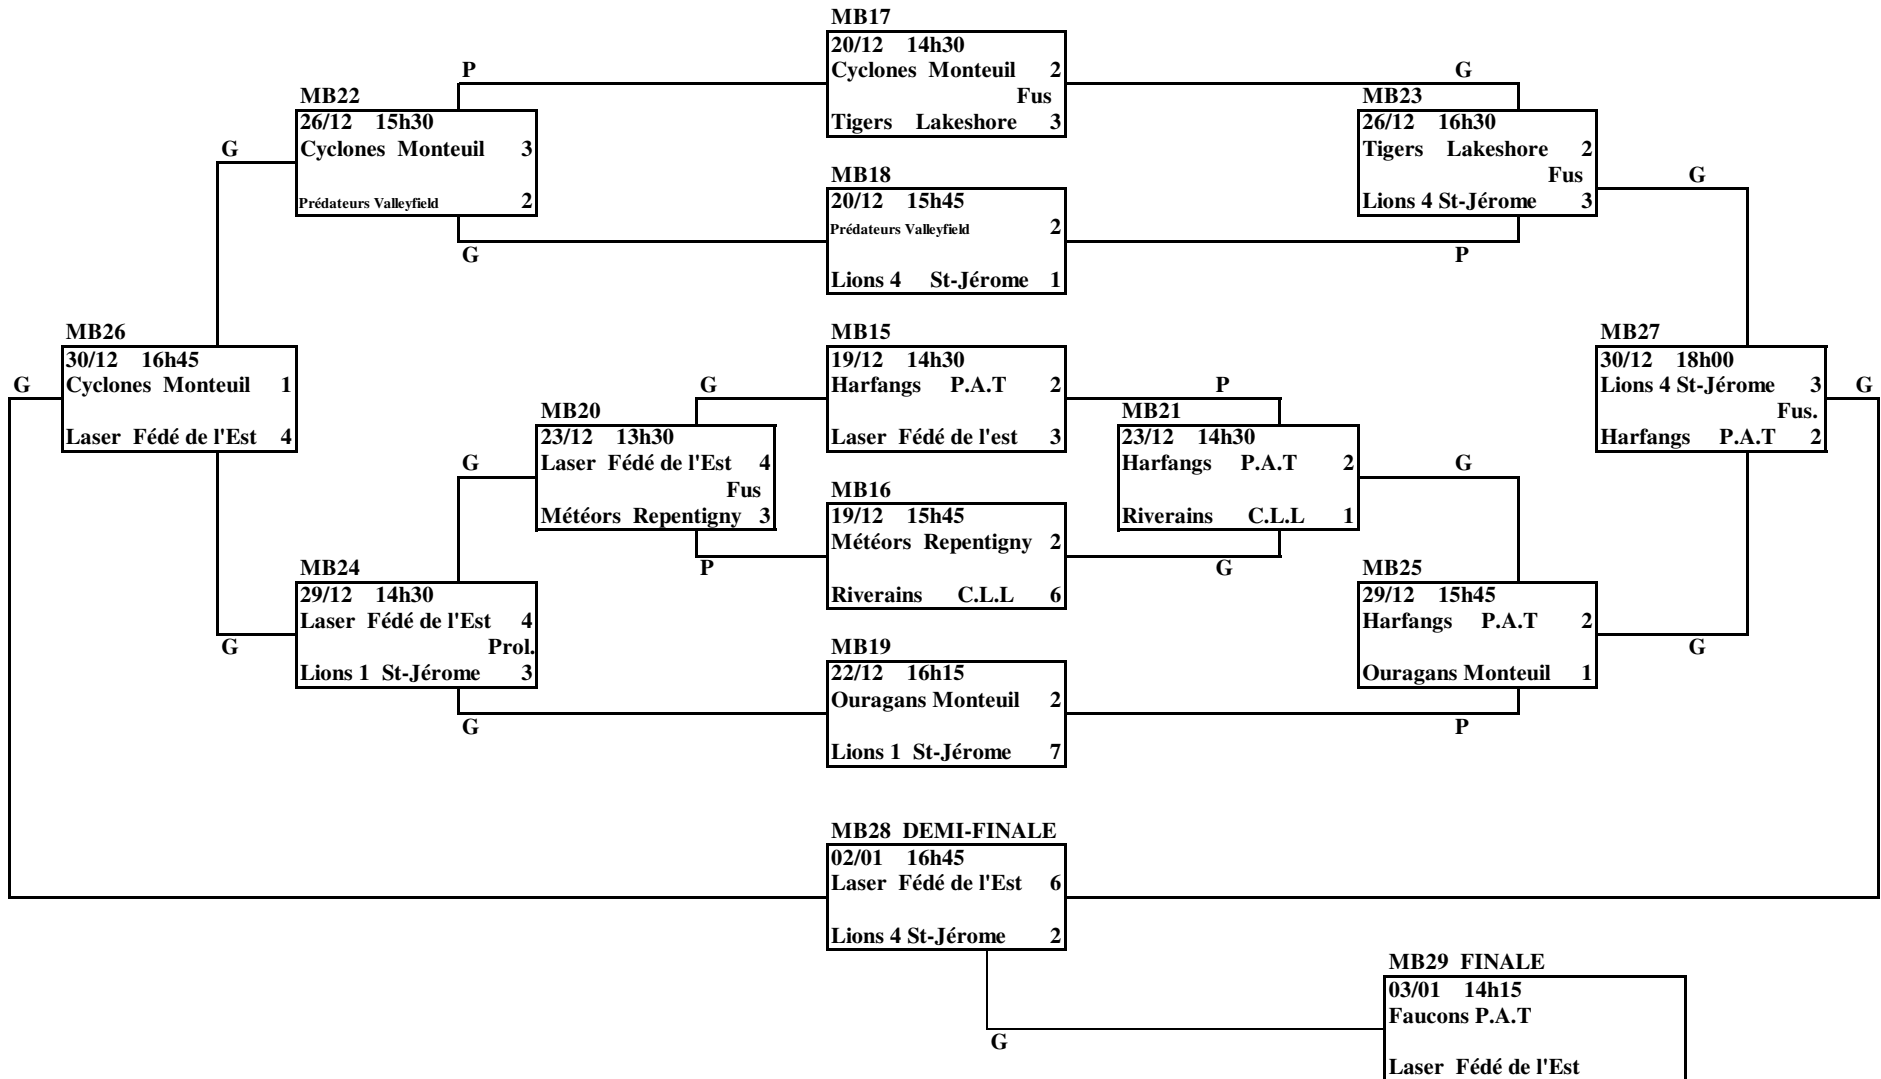 MB17
20/12 14h30
P
Cyclones Monteuil 2
G
MB22
Fus
MB23
26/12 15h30
Tigers Lakeshore 3
26/12 16h30
G
Cyclones Monteuil 3
Tigers Lakeshore 2
MB18
Fus
G
Prédateurs Valleyfield 2
20/12 15h45
Lions 4 St-Jérome 3
Prédateurs Valleyfield 2
G
P
Lions 4 St-Jérome 1
MB26
MB15
MB27
30/12 16h45
19/12 14h30
30/12 18h00
G
Cyclones Monteuil 1
G
Harfangs P.A.T 2
P
Lions 4 St-Jérome 3
G
MB20
MB21
Fus.
Laser Fédé de l'Est 4
23/12 13h30
Laser Fédé de l'est 3
23/12 14h30
Harfangs P.A.T 2
G
Laser Fédé de l'Est 4
Harfangs P.A.T 2
G
Fus
MB16
Météors Repentigny 3
19/12 15h45
Riverains C.L.L 1
Météors Repentigny 2
MB24
P
G
MB25
29/12 14h30
Riverains C.L.L 6
29/12 15h45
Laser Fédé de l'Est 4
Harfangs P.A.T 2
G
Prol.
MB19
G
Lions 1 St-Jérome 3
22/12 16h15
Ouragans Monteuil 1
Ouragans Monteuil 2
G
P
Lions 1 St-Jérome 7
MB28 DEMI-FINALE
02/01 16h45
Laser Fédé de l'Est 6
Lions 4 St-Jérome 2
MB29 FINALE
03/01 14h15
Faucons P.A.T
G
Laser Fédé de l'Est